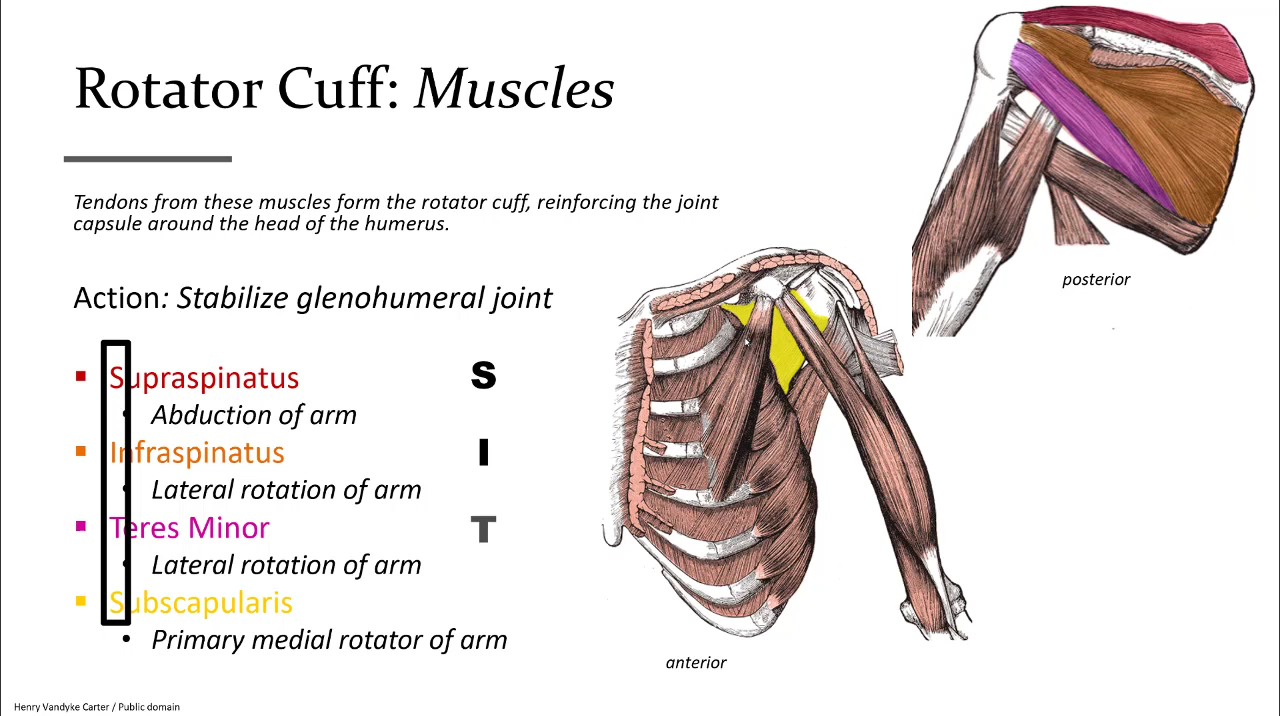 Rotator Cuff: Muscles
Tendons from these muscles form the rotator cuff, reinforcing the joint
capsule around the head of the humerus.
Action: Stabilize glenohumeral joint
▪ Supraspinatus
S
• Abduction of arm
▪ Infraspinatus
I
• Lateral rotation of arm
▪ Teres Minor
T
• Lateral rotation of arm
▪ Subscapularis
• Primary medial rotator of arm
posterior
anterior
Henry Vandyke Carter / Public domain